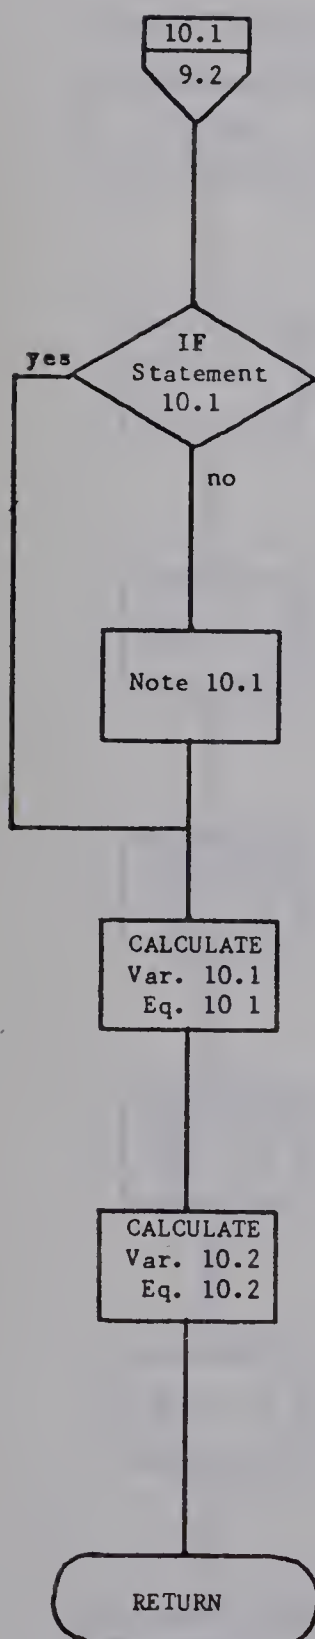 10.1
9.2
IF
yes
Statement
10.1
no
Note 10.1
CALCULATE
Var. 10.1
Eq. 10 1
CALCULATE
Var. 10.2
Eq. 10.2
RETURN